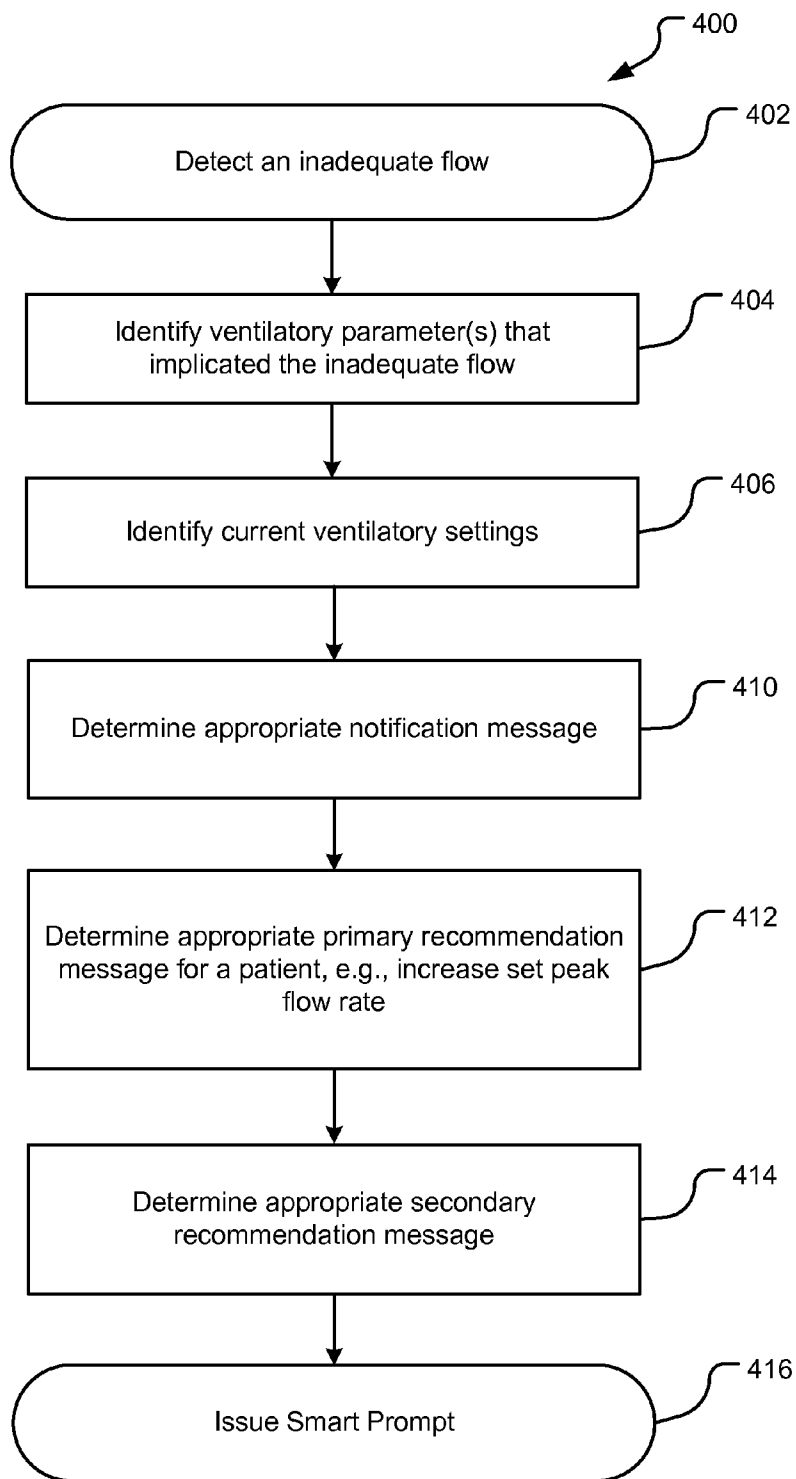 400
402
Detect an inadequate flow
404
Identify ventilatory parameter(s) that
implicated the inadequate flow
406
Identify current ventilatory settings
410
Determine appropriate notification message
412
Determine appropriate primary recommendation
message for a patient, e.g., increase set peak
flow rate
414
Determine appropriate secondary
recommendation message
416
Issue Smart Prompt